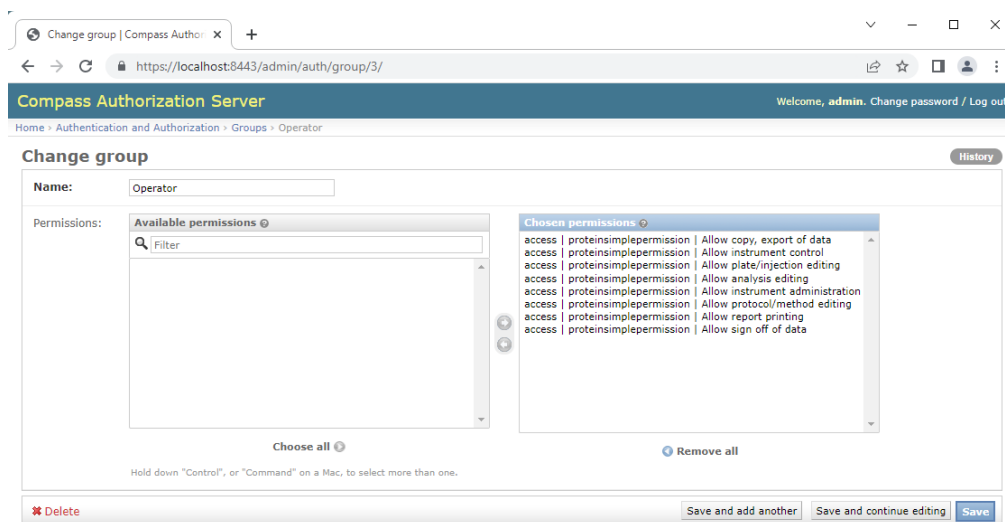 Change group | Compass Author
https://localhost:8443/admin/auth/group/3/
Compass Authorization Server
Welcome, admin. Change password / Log out
Home › Authentication and Authorization › Groups › Operator
Change group
History
Name:
Operator
Permissions:
Available permissions
Filter
Choose all
Hold down "Control", or "Command" on a Mac, to select more than one.
Chosen permissions
access | proteinsimplepermission | Allow copy, export of data
access | proteinsimplepermission | Allow instrument control
access | proteinsimplepermission | Allow plate/injection editing
access | proteinsimplepermission | Allow analysis editing
access | proteinsimplepermission | Allow instrument administration
access | proteinsimplepermission | Allow protocol/method editing
access | proteinsimplepermission | Allow report printing
access | proteinsimplepermission | Allow sign off of data
Remove all
Delete
Save and add another
Save and continue editing
Save